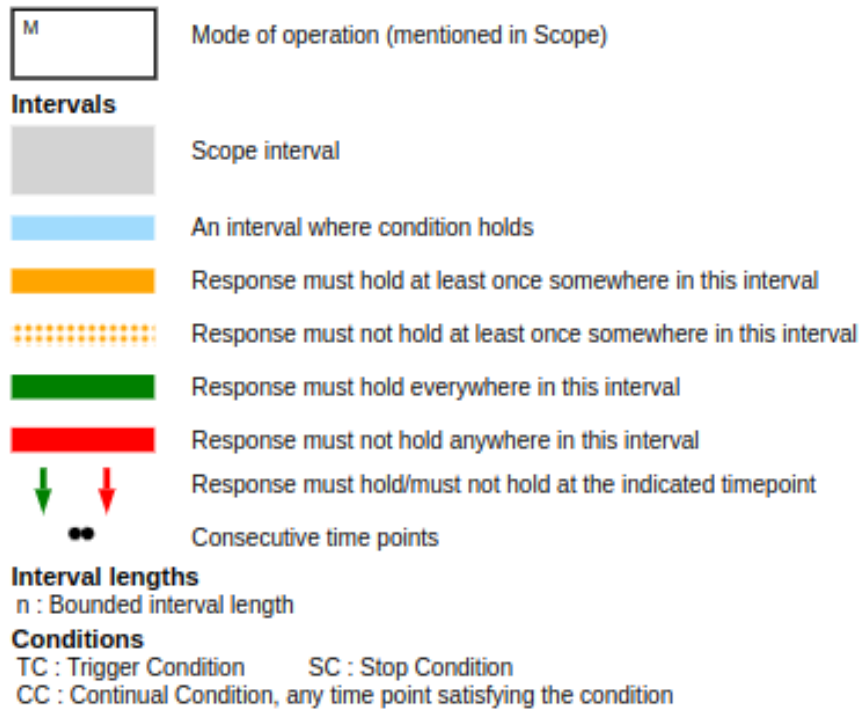 M
Mode of operation (mentioned in Scope)
Intervals
Scope interval
An interval where condition holds
Response must hold at least once somewhere in this interval
Response must not hold at least once somewhere in this interval
Response must hold everywhere in this interval
Response must not hold anywhere in this interval
Response must hold/must not hold at the indicated timepoint
Consecutive time points
Interval lengths
n : Bounded interval length
Conditions
TC : Trigger Condition SC : Stop Condition
CC : Continual Condition, any time point satisfying the condition